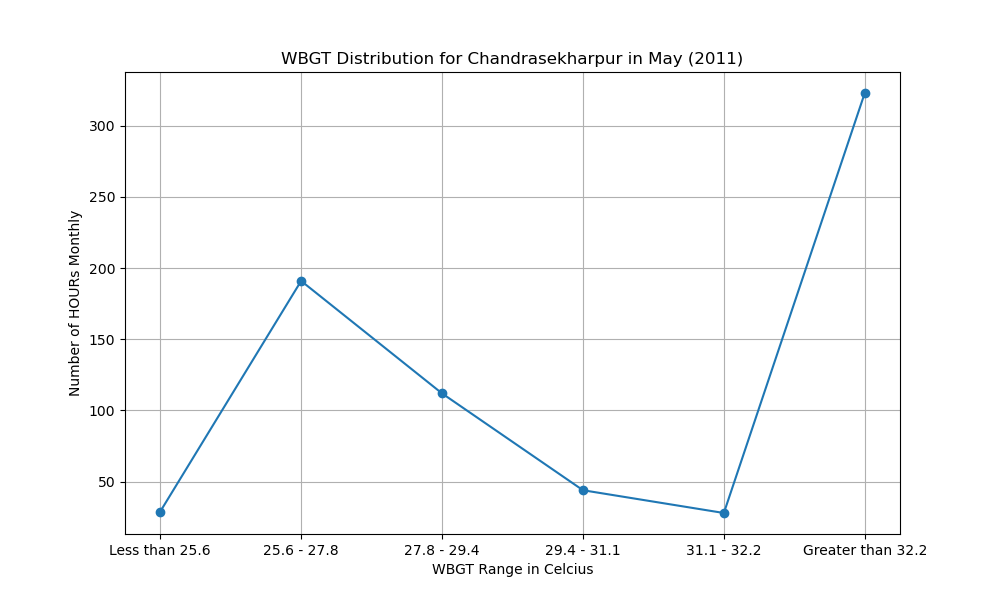 WBGT Distribution for Chandrasekharpur in May (2011)
Number of HOURs Monthly
300
250
200
150
100
50
Less than 25.6 25.6 - 27.8 27.8 - 29.4 29.4 - 31.1 31.1 - 32.2 Greater than 32.2
WBGT Range in Celcius